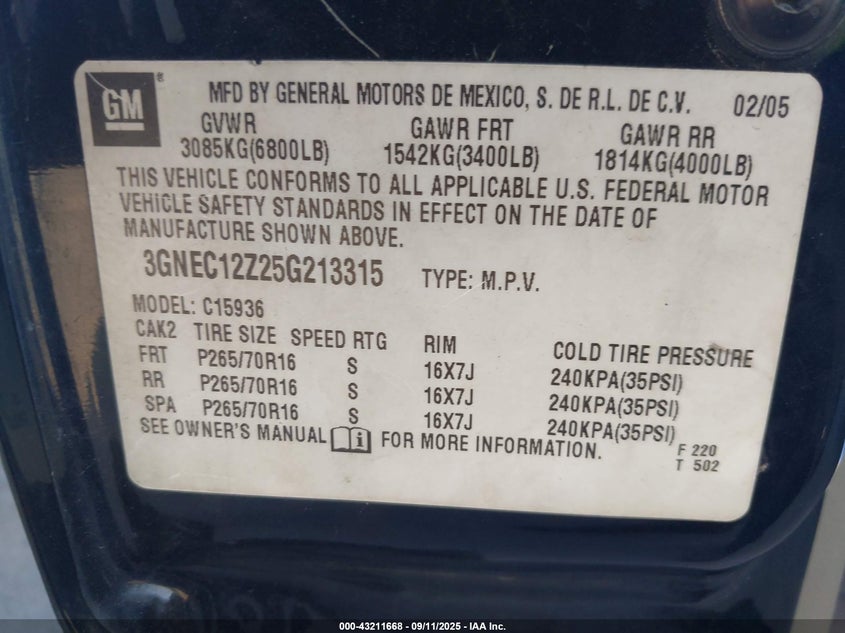 GM ®
MFD BY GENERAL MOTORS DE MEXICO, S. DE R.L. DE C.V. 02/05
GVWR GAWR FRT GAWR RR
3085KG(6800LB) 1542KG(3400LB) 1814KG(4000LB)
THIS VEHICLE CONFORMS TO ALL APPLICABLE U.S. FEDERAL MOTOR
VEHICLE SAFETY STANDARDS IN EFFECT ON THE DATE OF
MANUFACTURE SHOWN ABOVE.
3GNEC12Z25G213315 TYPE: M.P.V.
MODEL: C15936
CAK2 TIRE SIZE SPEED RTG RIM COLD TIRE PRESSURE
FRT P265/70R16 S 16X7J 240KPA(35PSI)
RR P265/70R16 S 16X7J 240KPA(35PSI)
SPA P265/70R16 S 16X7J 240KPA(35PSI)
SEE OWNER'S MANUAL i FOR MORE INFORMATION.
F 220
T 502
000-43211668 - 09/11/2025 - IAA Inc.